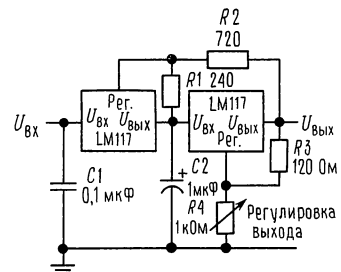 R2
720
R1 240
LM117
Рег.
Uвх Uвых
LM117
Uвх Uвых
Рег.
Uвх
Uвых
R3
120 Ом
C1
0,1 мкФ
C2
+
1мкФ
R4
1кОм
Регулировка
выхода